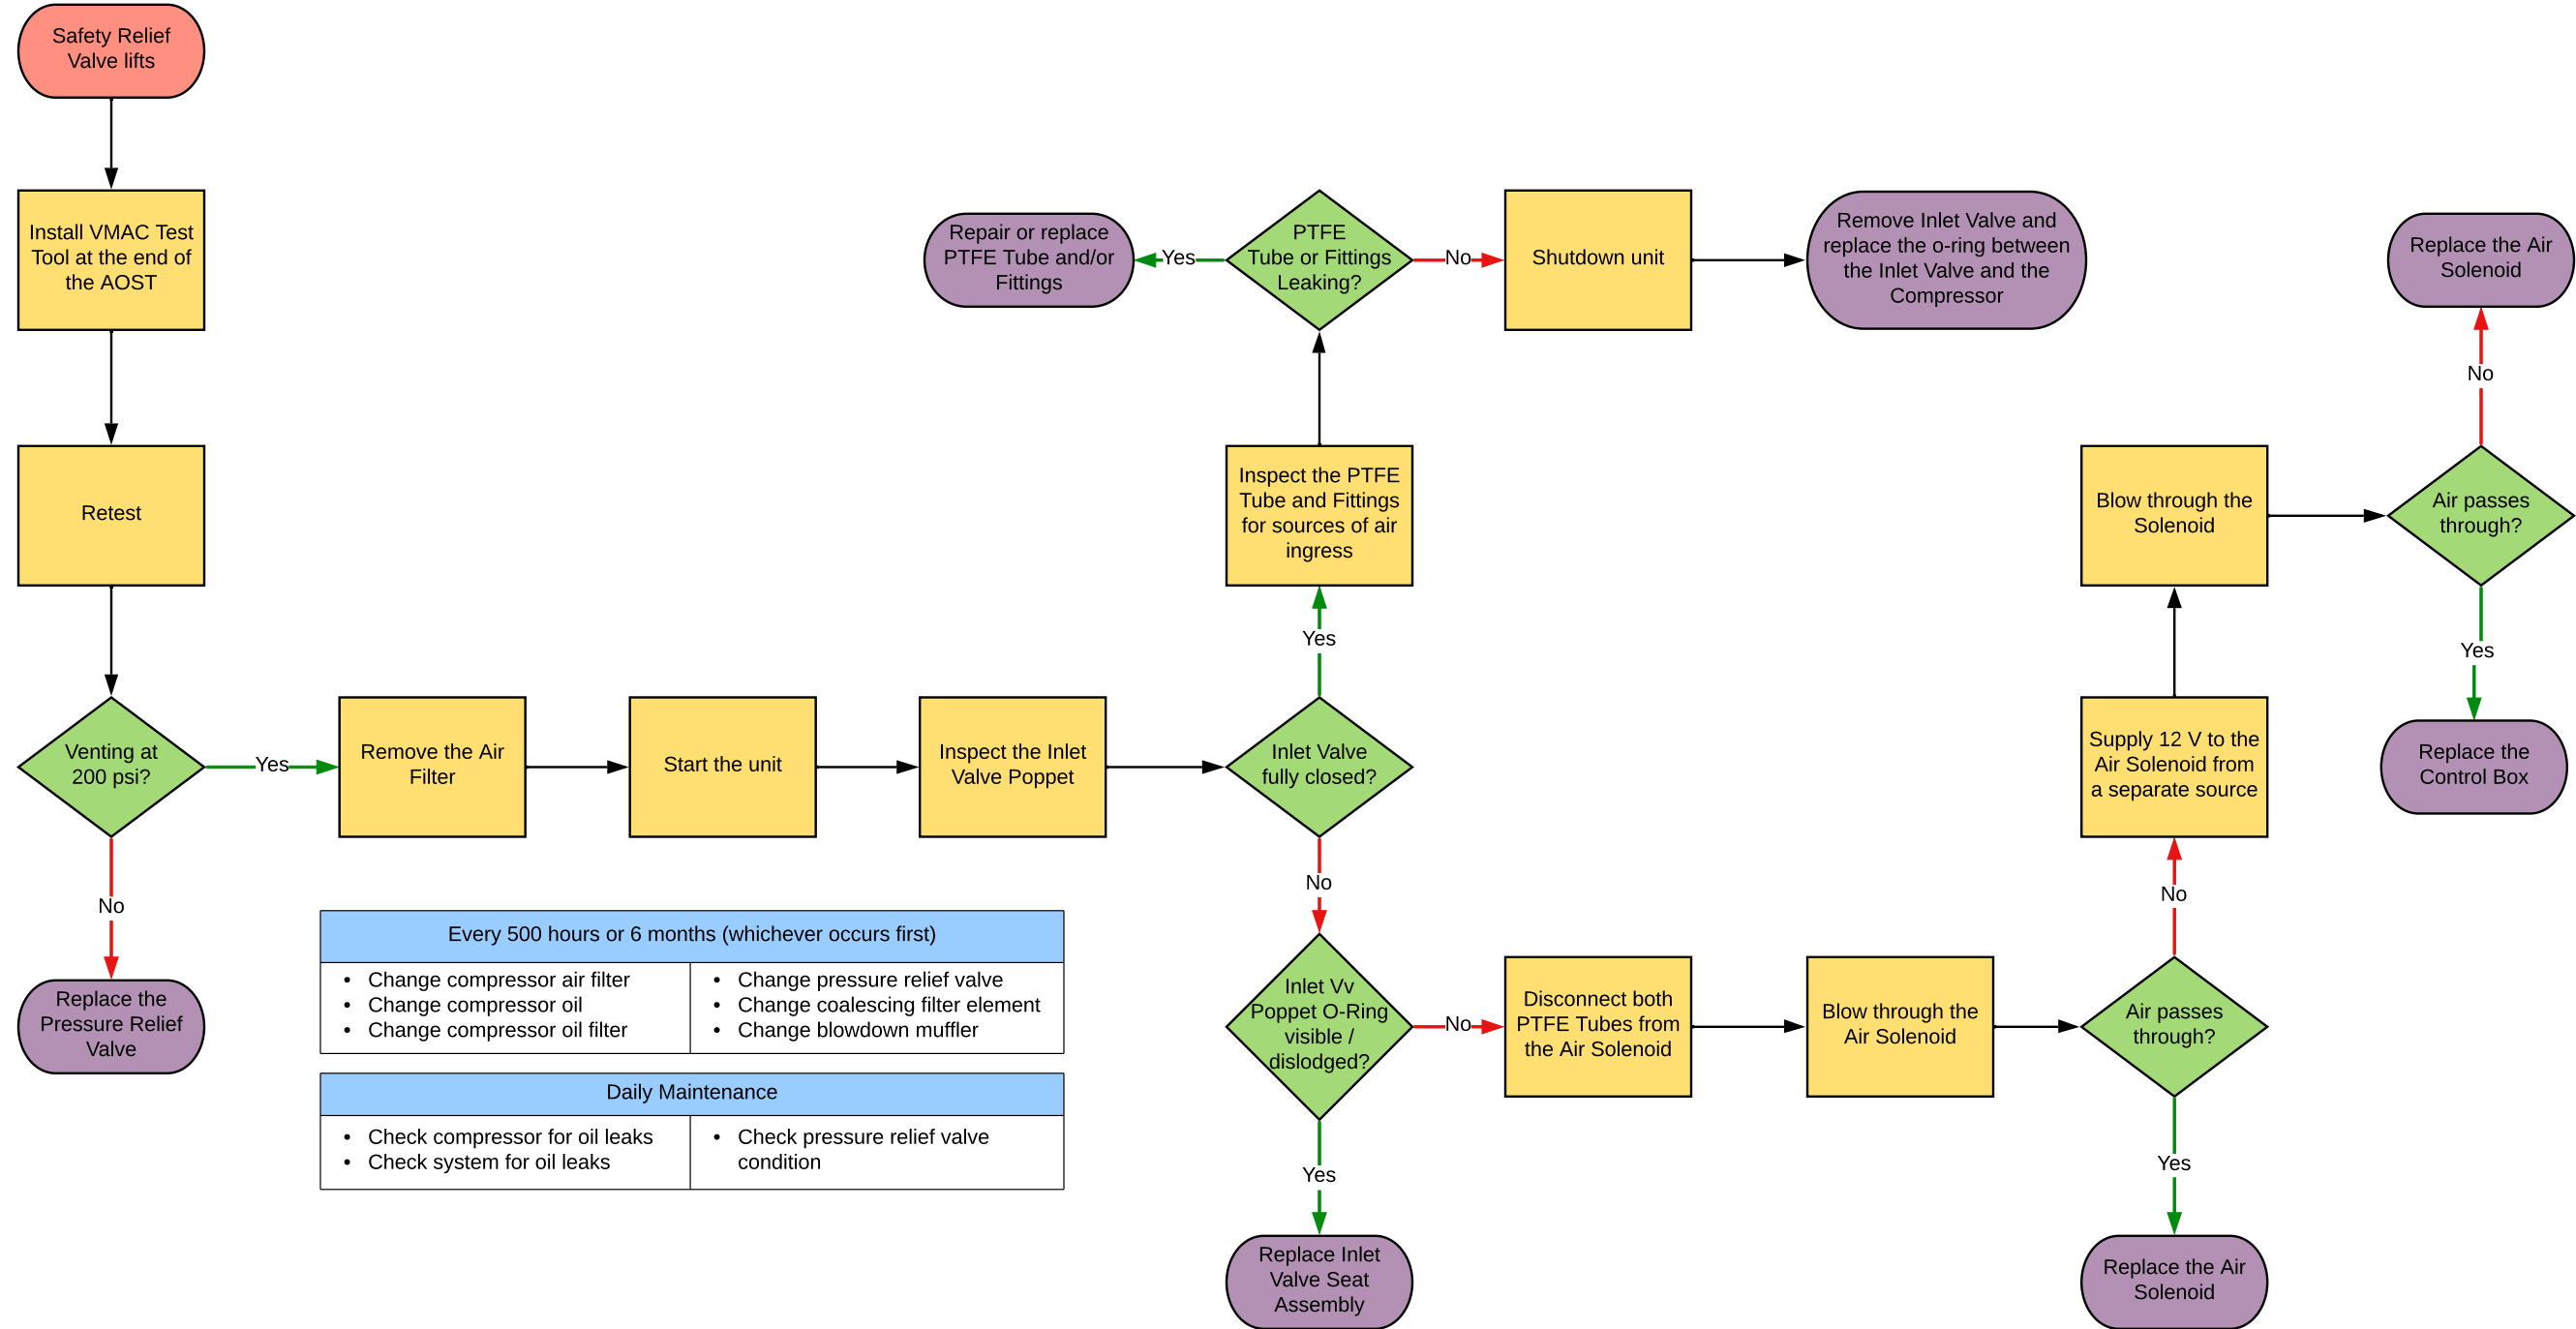 Safety Relief
Valve lifts
Install VMAC Test
Tool at the end of
the AOST
Retest
Venting at
200 psi?
No
Replace the
Pressure Relief
Valve
Yes
Remove the Air
Filter
Start the unit
Inspect the Inlet
Valve Poppet
Inlet Valve
fully closed?
Yes
Inspect the PTFE
Tube and Fittings
for sources of air
ingress
PTFE
Tube or Fittings
Leaking?
Yes
Repair or replace
PTFE Tube and/or
Fittings
No
Shutdown unit
Remove Inlet Valve and
replace the o-ring between
the Inlet Valve and the
Compressor
No
Inlet Vv
Poppet O-Ring
visible /
dislodged?
Yes
Replace Inlet
Valve Seat
Assembly
No
Disconnect both
PTFE Tubes from
the Air Solenoid
Blow through the
Air Solenoid
Air passes
through?
Yes
Replace the Air
Solenoid
No
Supply 12 V to the
Air Solenoid from
a separate source
Blow through the
Solenoid
Air passes
through?
No
Replace the Air
Solenoid
Yes
Replace the
Control Box
Every 500 hours or 6 months (whichever occurs first)
• Change compressor air filter
• Change compressor oil
• Change compressor oil filter
• Change pressure relief valve
• Change coalescing filter element
• Change blowdown muffler
Daily Maintenance
• Check compressor for oil leaks
• Check system for oil leaks
• Check pressure relief valve
condition